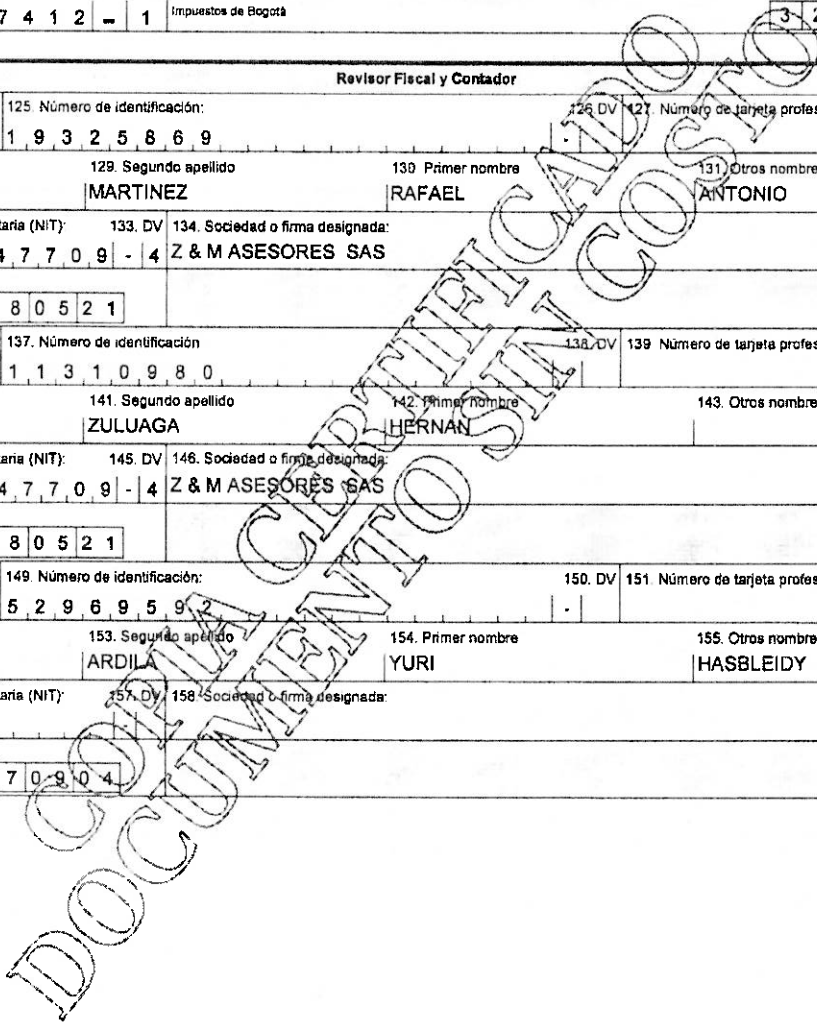 7 4 1 2 - 1 Impuestos de Bogotá 3 2
Revisor Fiscal y Contador
125. Número de identificación: 126. DV 127. Número de tarjeta profes
1 9 3 2 5 8 6 9 -
129. Segundo apellido 130 Primer nombre 131. Otros nombre
MARTINEZ RAFAEL ANTONIO
taria (NIT): 133. DV 134. Sociedad o firma designada:
4 7 7 0 9 - 4 Z & M ASESORES SAS
8 0 5 2 1
137. Número de identificación 138. DV 139 Número de tarjeta profes
1 1 3 1 0 9 8 0
141. Segundo apellido 142. Primer nombre 143. Otros nombre
ZULUAGA HERNAN
taria (NIT): 145. DV 146. Sociedad o firma designada:
4 7 7 0 9 - 4 Z & M ASESORES SAS
8 0 5 2 1
149. Número de identificación: 150. DV 151. Número de tarjeta profes
5 2 9 6 9 5 9 2 -
153. Segundo apellido 154. Primer nombre 155. Otros nombre
ARDILA YURI HASBLEIDY
aria (NIT): 157. DV 158. Sociedad o firma designada:
7 0 9 0 4
COPIA CERTIFICADO
DOCUMENTO SIN COSTO